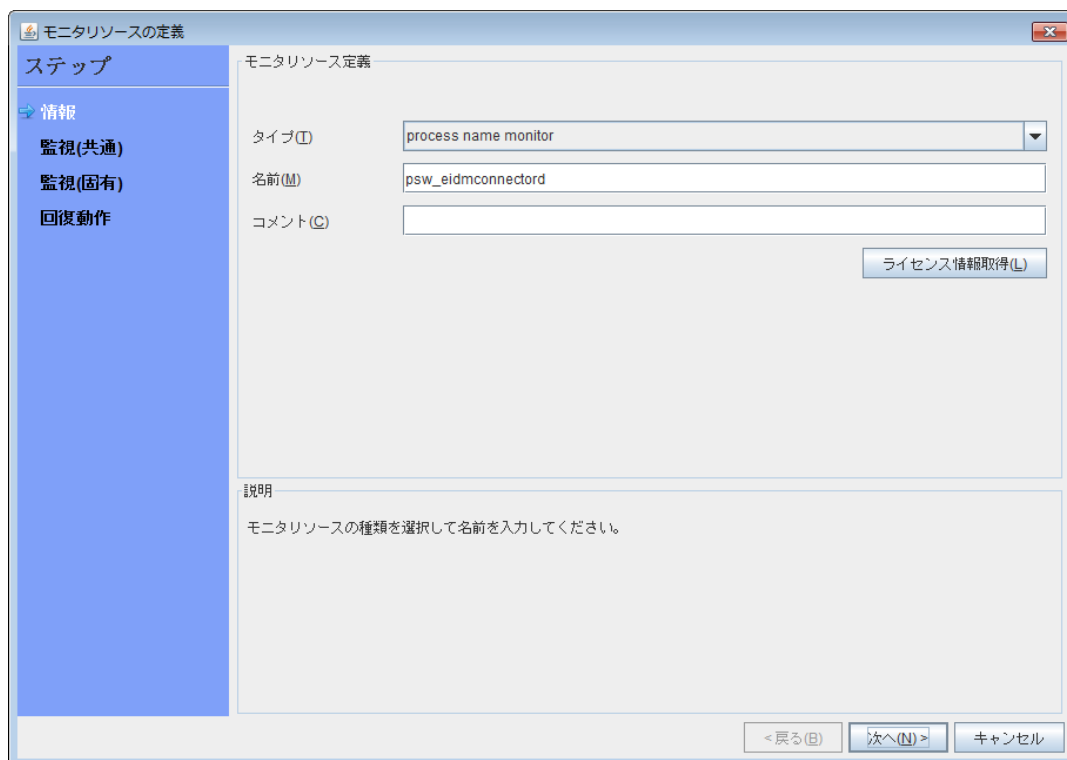 モニタリソースの定義
ステップ
情報
監視(共通)
監視(固有)
回復動作
モニタリソース定義
タイプ(T) process name monitor
名前(M) psw_eidmconnectord
コメント(C)
ライセンス情報取得(L)
説明
モニタリソースの種類を選択して名前を入力してください。
<戻る(B) 次へ(N) > キャンセル